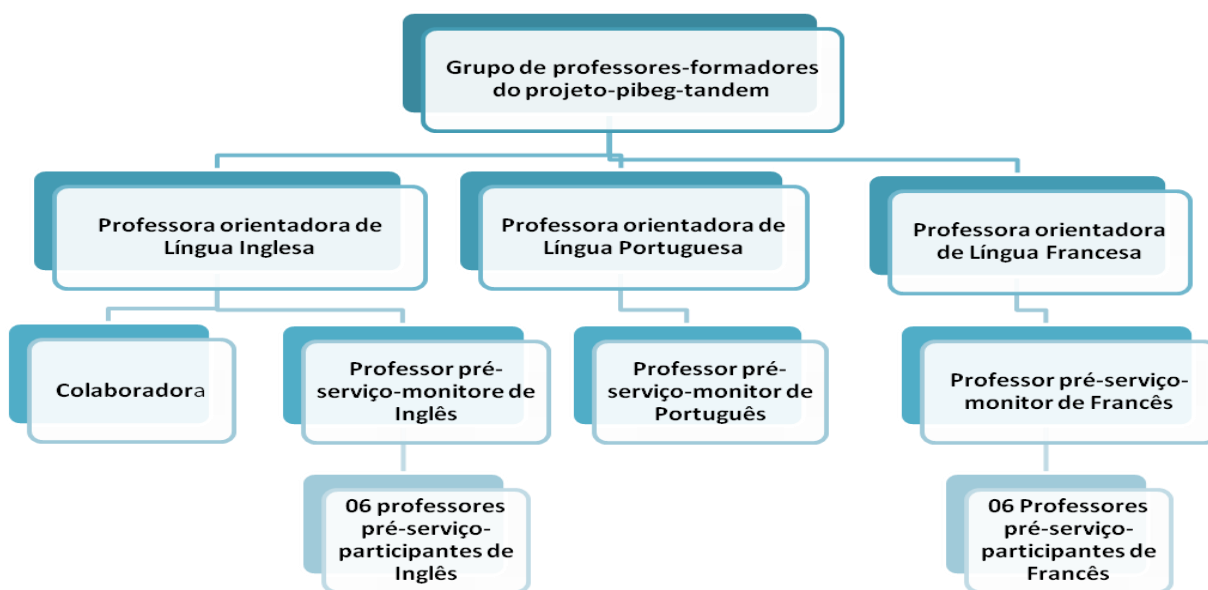 Grupo de professores-formadores
do projeto-pibeg-tandem
Professora orientadora de
Língua Inglesa
Professora orientadora de
Língua Portuguesa
Professora orientadora
de Língua Francesa
Colaboradora
Professor pré-
serviço-monitore de
Inglês
Professor pré-
serviço-monitor de
Português
Professor pré-serviço-
monitor de Francês
06 professores
pré-serviço-
participantes de
Inglês
06 Professores
pré-serviço-
participantes de
Francês